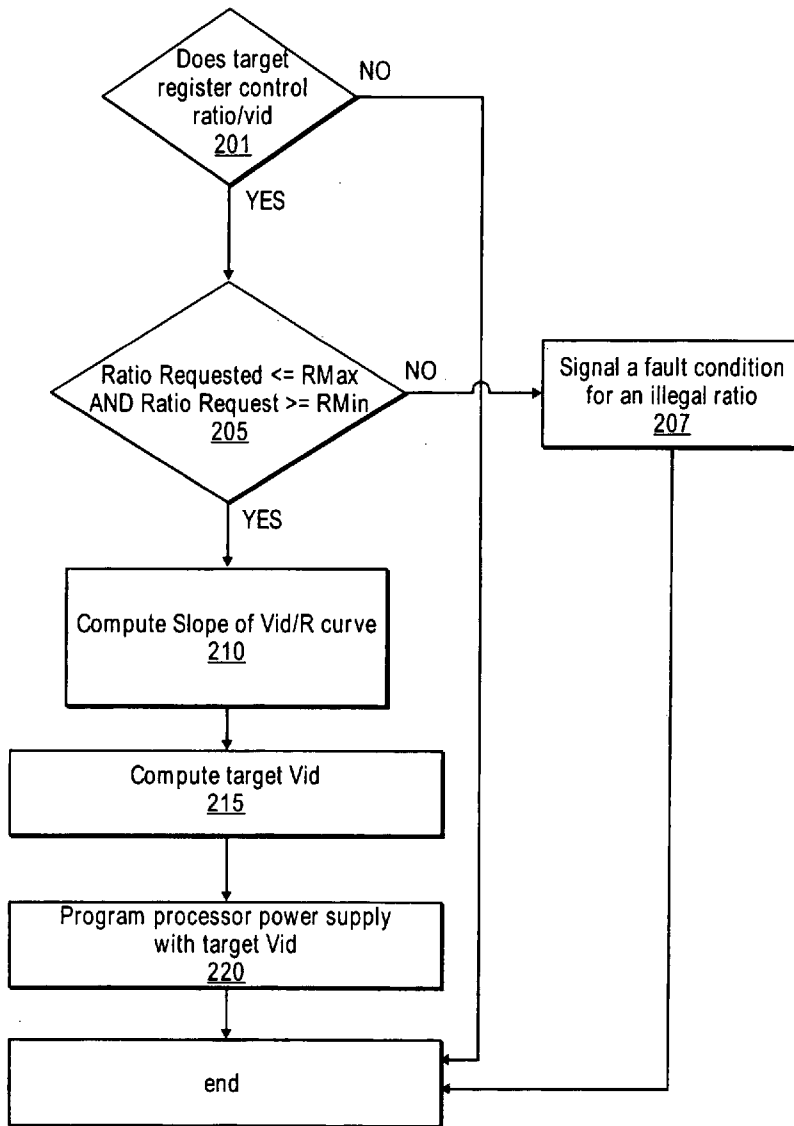 Does target
register control
ratio/vid
201
NO
YES
Ratio Requested <= RMax
AND Ratio Request >= RMin
205
NO
Signal a fault condition
for an illegal ratio
207
YES
Compute Slope of Vid/R curve
210
Compute target Vid
215
Program processor power supply
with target Vid
220
end